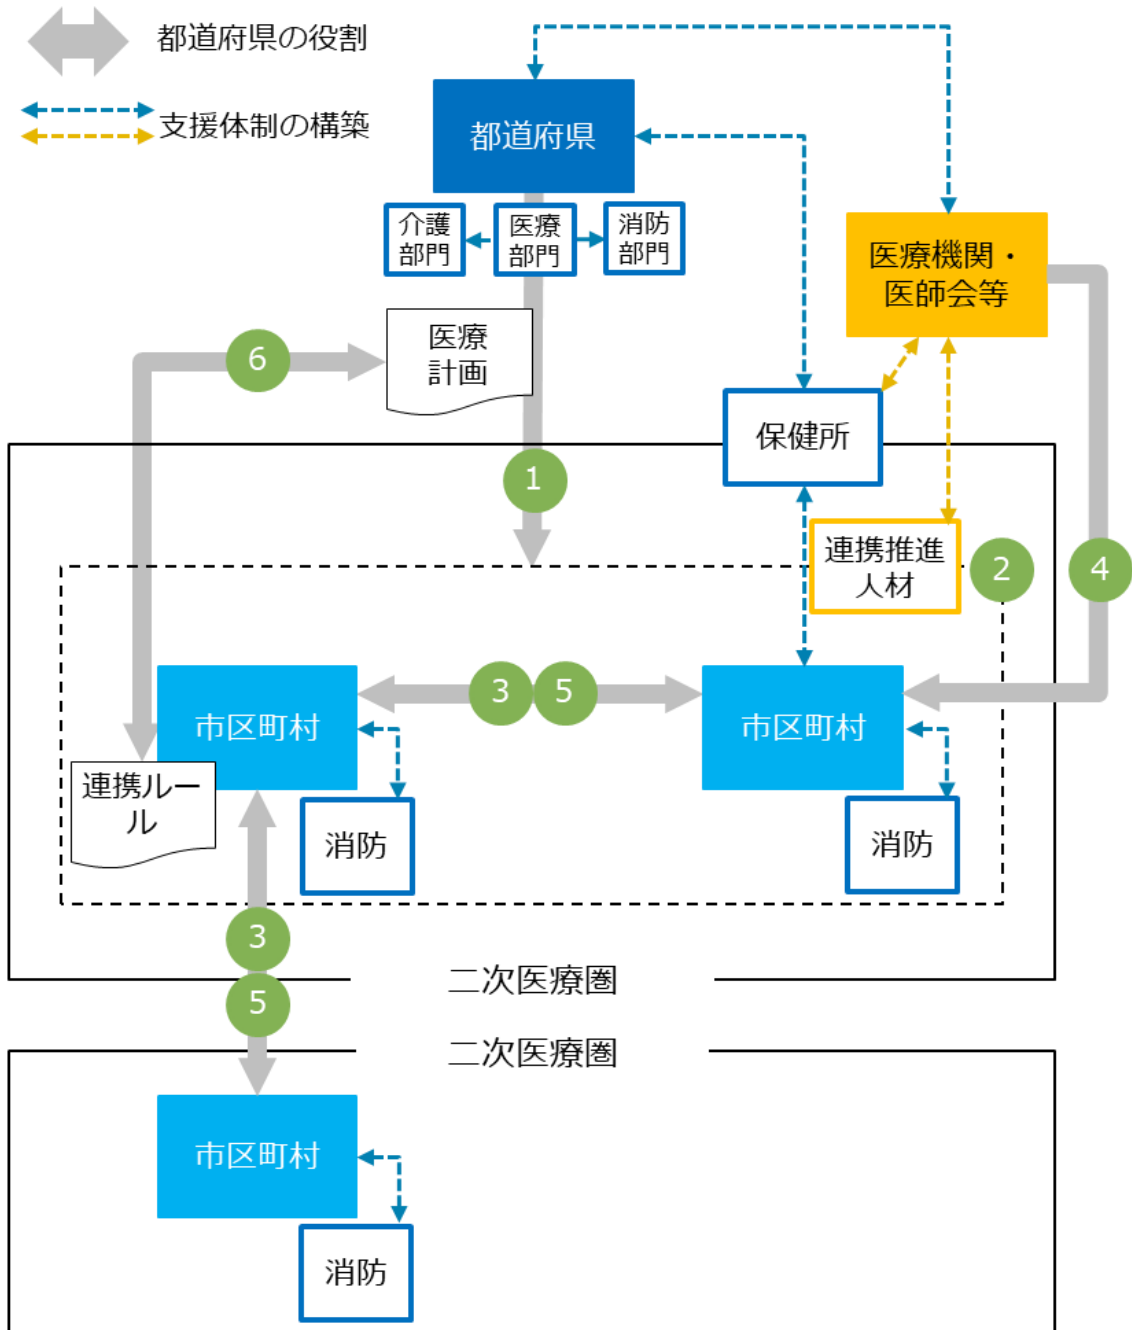 都道府県の役割
支援体制の構築
都道府県
介護
部門
医療
部門
消防
部門
医療機関・
医師会等
医療
計画
6
保健所
1
連携推進
人材
2
4
市区町村
3
5
市区町村
連携ルー
ル
消防
消防
3
5
二次医療圏
二次医療圏
市区町村
消防